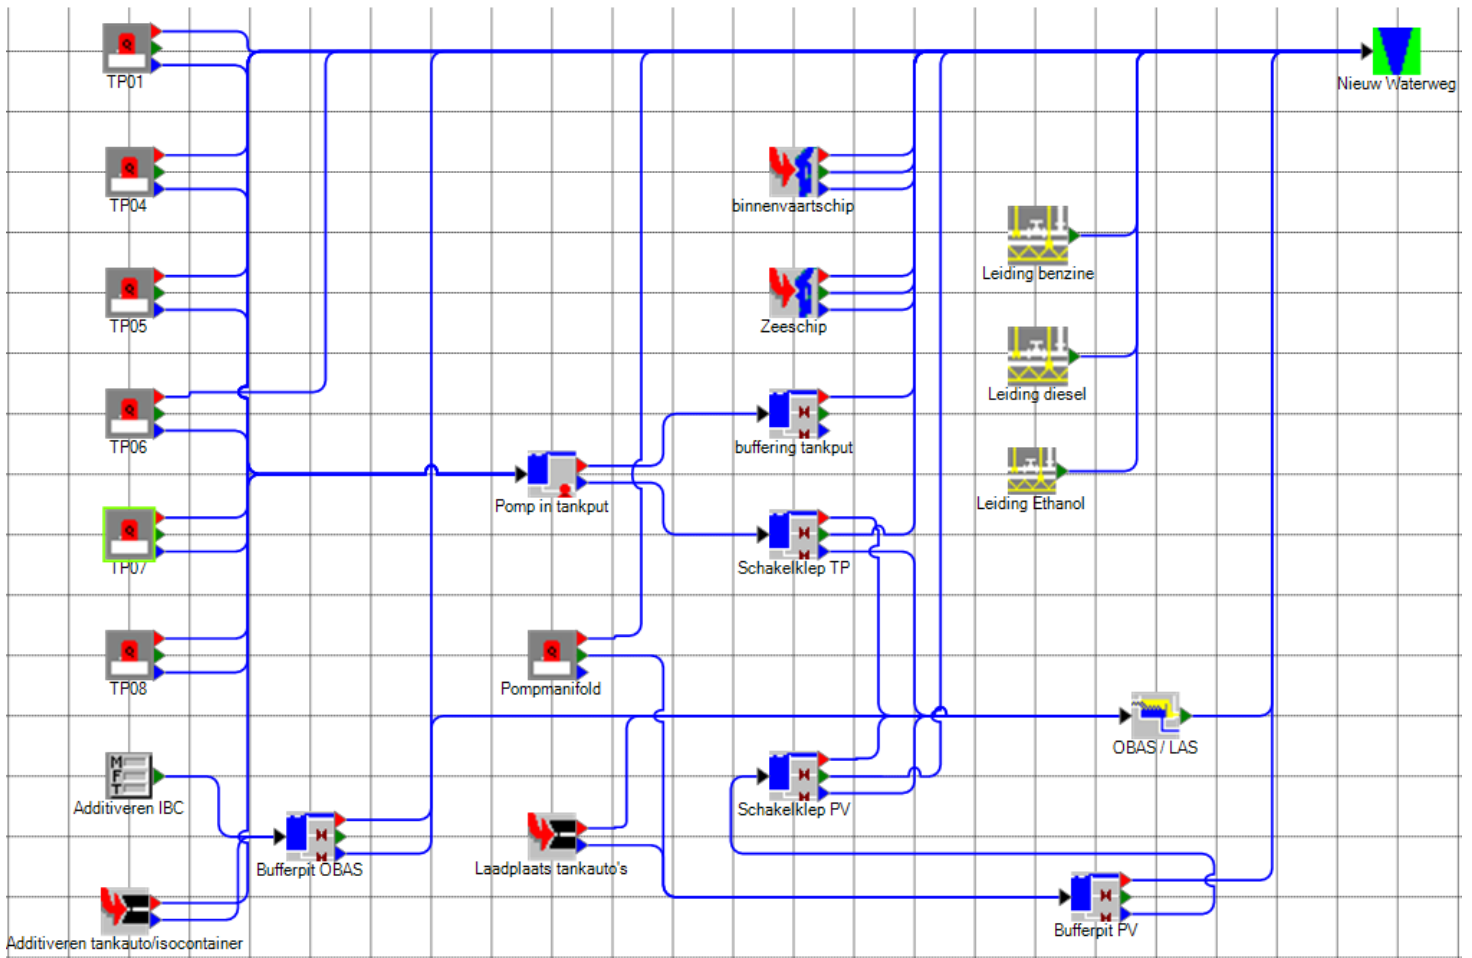 TP01
Nieuw Waterweg
TP04
binnenvaartschip
Leiding benzine
TP05
Zeeschip
Leiding diesel
TP06
buffering tankput
Pomp in tankput
Leiding Ethanol
TP07
Schakelklep TP
TP08
Pompmanifold
OBAS / LAS
M
F
T
Additiveren IBC
Schakelklep PV
Bufferpit OBAS
Laadplaats tankauto's
Bufferpit PV
Additiveren tankauto/isocontainer